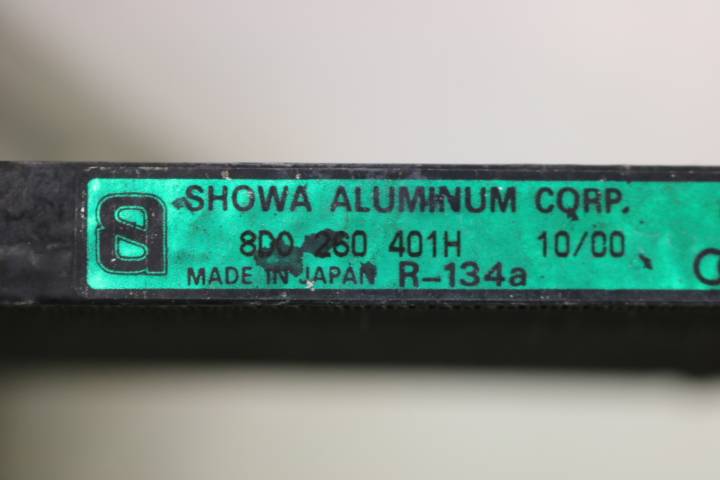 SHOWA ALUMINUM CORP.
8D0 260 401H 10/00
MADE IN JAPAN R-134a